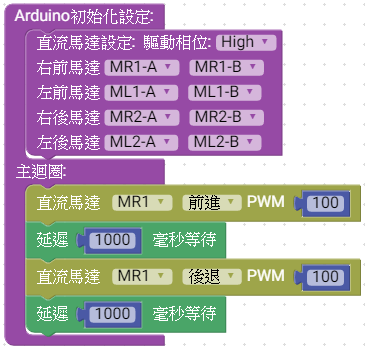 Arduino初始化設定:
直流馬達設定: 驅動相位: High
右前馬達 MR1-A MR1-B
左前馬達 ML1-A ML1-B
右後馬達 MR2-A MR2-B
左後馬達 ML2-A ML2-B
主迴圈:
直流馬達 MR1 前進 PWM 100
延遲 1000 毫秒等待
直流馬達 MR1 後退 PWM 100
延遲 1000 毫秒等待